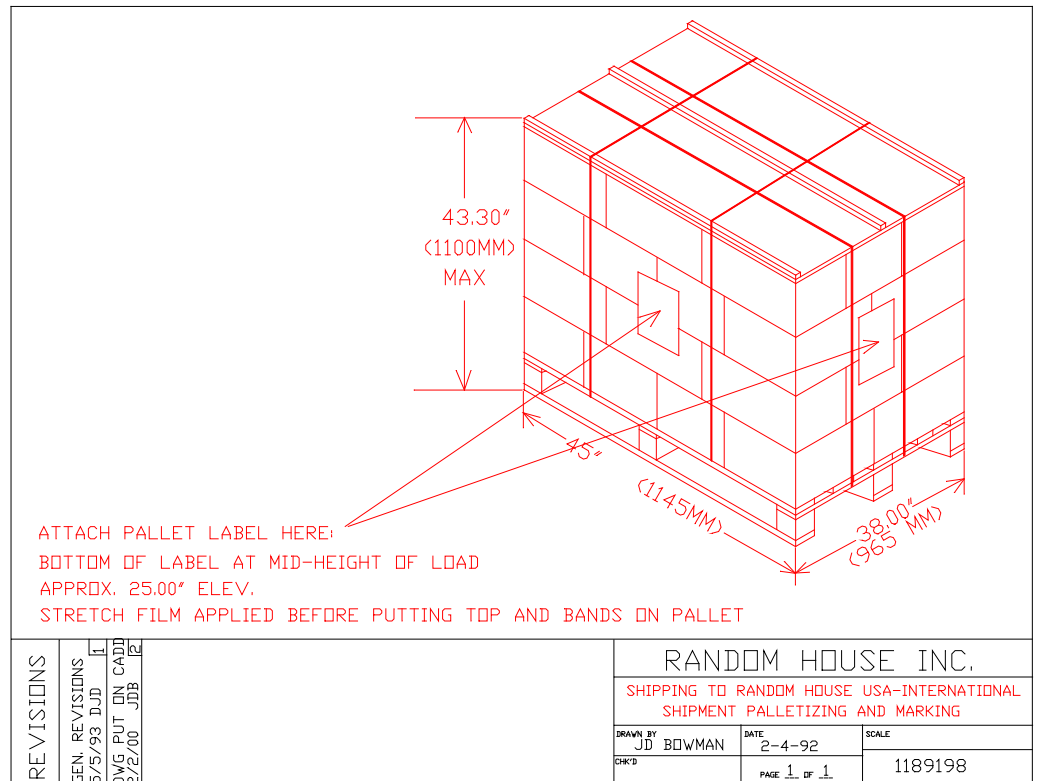 43.30"
(1100MM)
MAX
45"
(1145MM)
38.00"
(965 MM)
ATTACH PALLET LABEL HERE:
BOTTOM OF LABEL AT MID-HEIGHT OF LOAD
APPROX. 25.00" ELEV.
STRETCH FILM APPLIED BEFORE PUTTING TOP AND BANDS ON PALLET
REVISIONS
GEN. REVISIONS
5/93 DJD 1
DWG PUT ON CADD
2/00 JDB 2
RANDOM HOUSE INC.
SHIPPING TO RANDOM HOUSE USA-INTERNATIONAL
SHIPMENT PALLETIZING AND MARKING
DRAWN BY
JD BOWMAN
DATE
2-4-92
SCALE
CHK'D
PAGE 1 OF 1
1189198